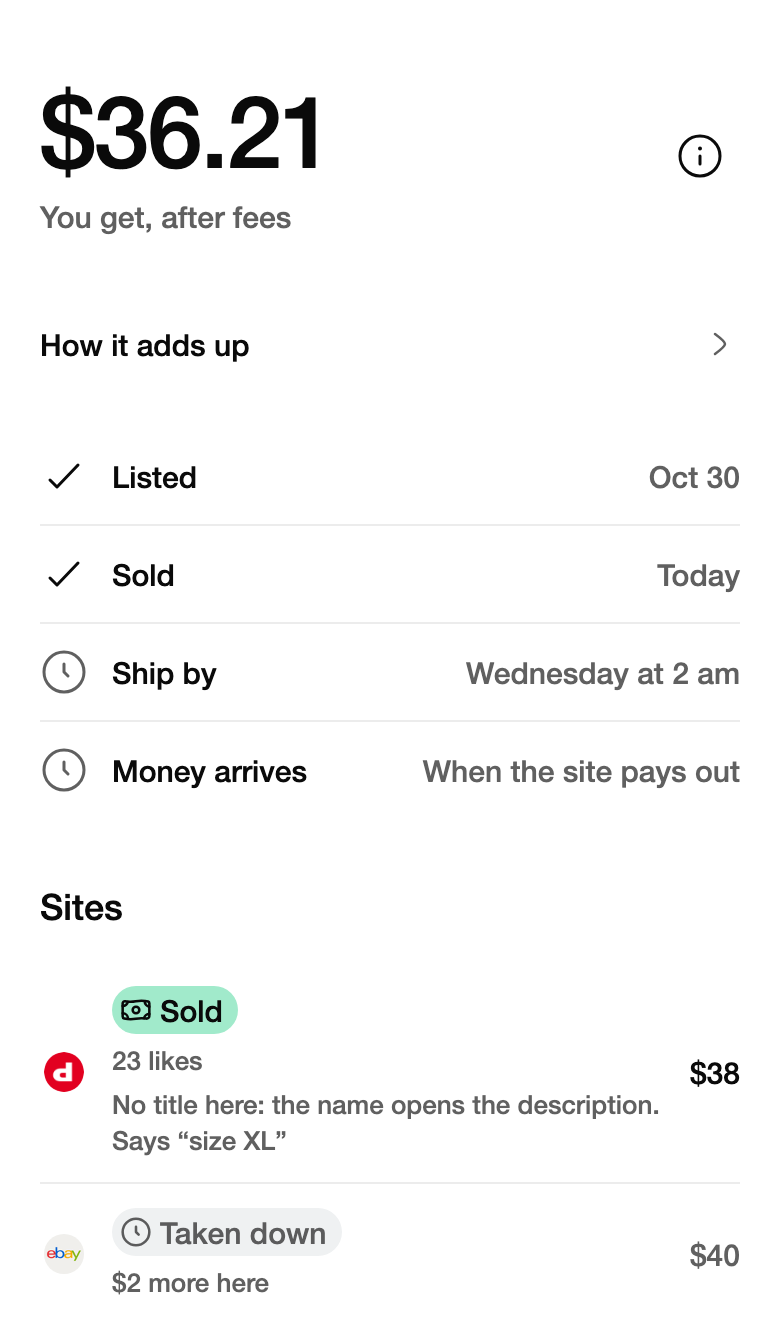 $36.21
You get, after fees
How it adds up
Listed
Oct 30
Sold
Today
Ship by
Wednesday at 2 am
Money arrives
When the site pays out
Sites
Sold
23 likes
d
$38
No title here: the name opens the description.
Says “size XL”
Taken down
ebay
$40
$2 more here